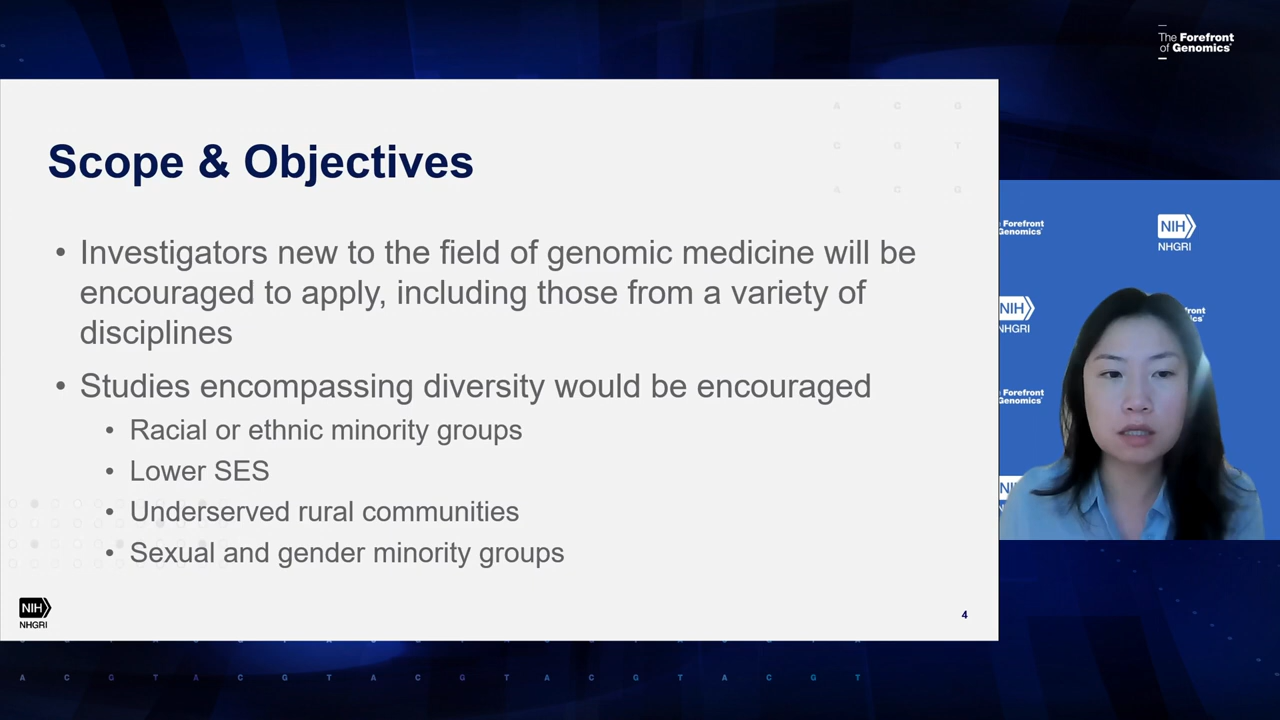 The Forefront
of Genomics®
A C G
C G T
A C G
Scope & Objectives
• Investigators new to the field of genomic medicine will be
encouraged to apply, including those from a variety of
disciplines
• Studies encompassing diversity would be encouraged
• Racial or ethnic minority groups
• Lower SES
• Underserved rural communities
• Sexual and gender minority groups
NIH
NHGRI
4
Forefront
Genomics®
NIH
NHGRI
NIH
NHGRI
Forefront
Genomics®
A C G T A C G T A C G T A C G T A C G T